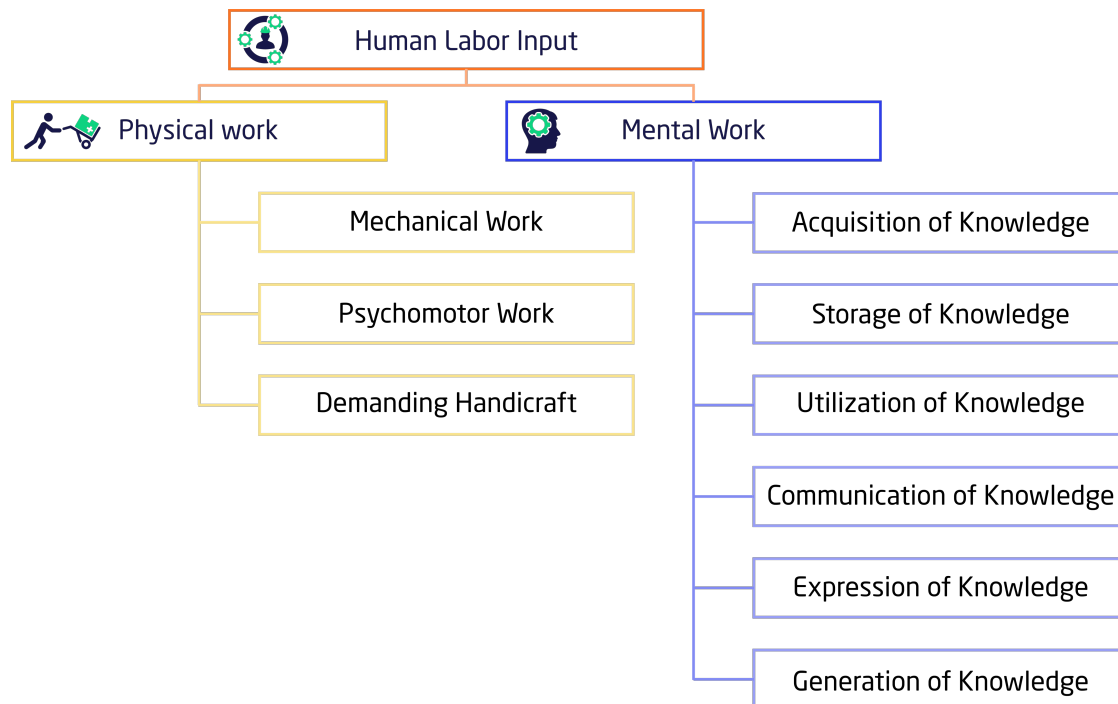 Human Labor Input
Physical work
Mental Work
Mechanical Work
Psychomotor Work
Demanding Handicraft
Acquisition of Knowledge
Storage of Knowledge
Utilization of Knowledge
Communication of Knowledge
Expression of Knowledge
Generation of Knowledge